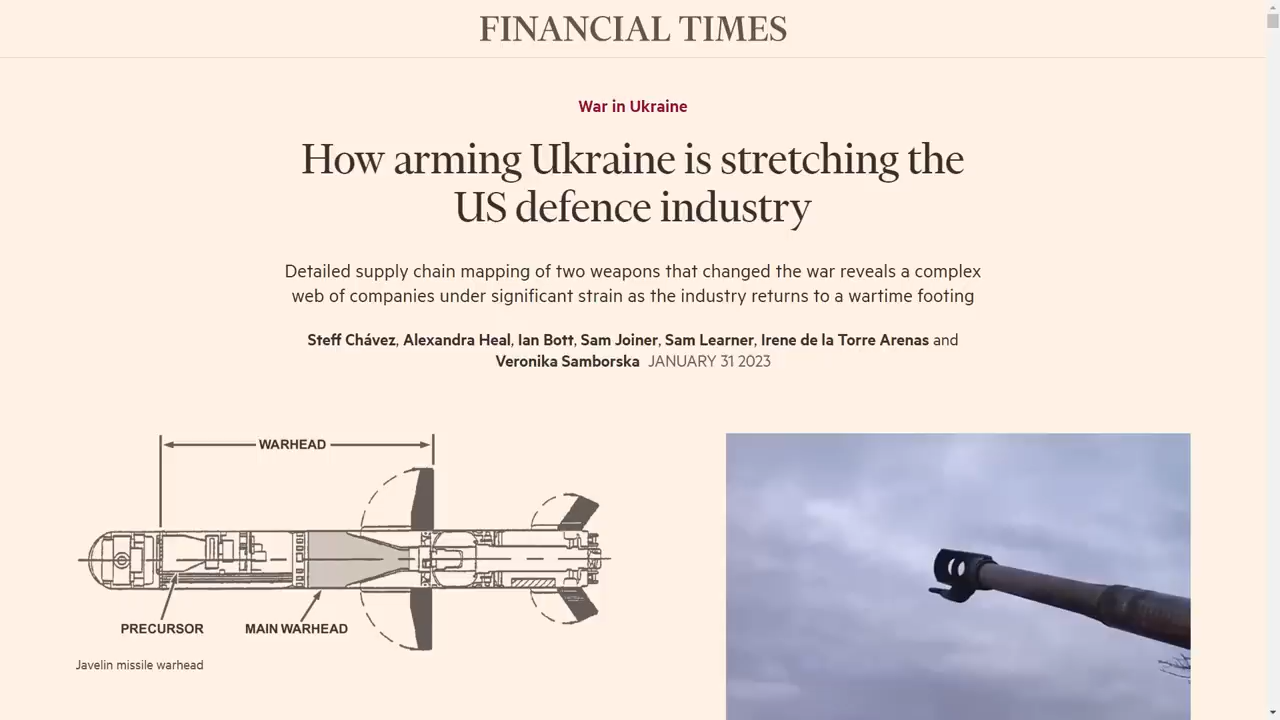 FINANCIAL TIMES
War in Ukraine
How arming Ukraine is stretching the
US defence industry
Detailed supply chain mapping of two weapons that changed the war reveals a complex
web of companies under significant strain as the industry returns to a wartime footing
Steff Chávez, Alexandra Heal, Ian Bott, Sam Joiner, Sam Learner, Irene de la Torre Arenas and
Veronika Samborska JANUARY 31 2023
WARHEAD
PRECURSOR
MAIN WARHEAD
Javelin missile warhead